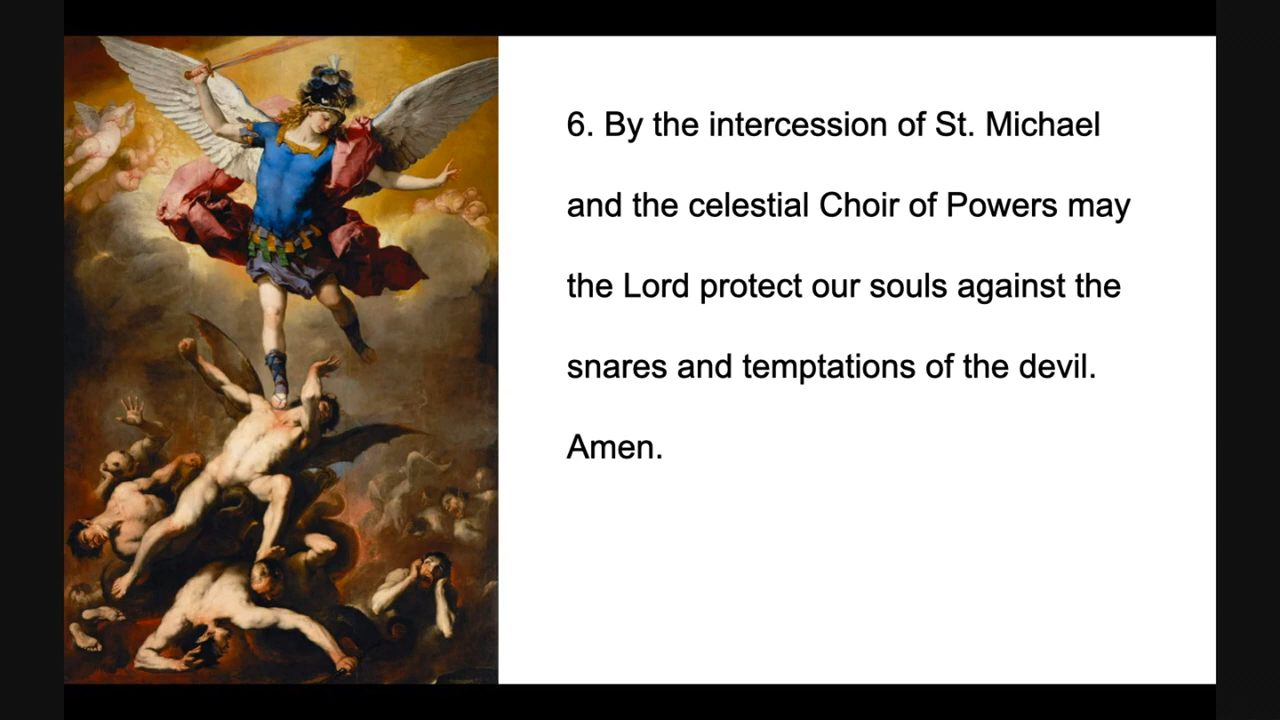 6. By the intercession of St. Michael
and the celestial Choir of Powers may
the Lord protect our souls against the
snares and temptations of the devil.
Amen.